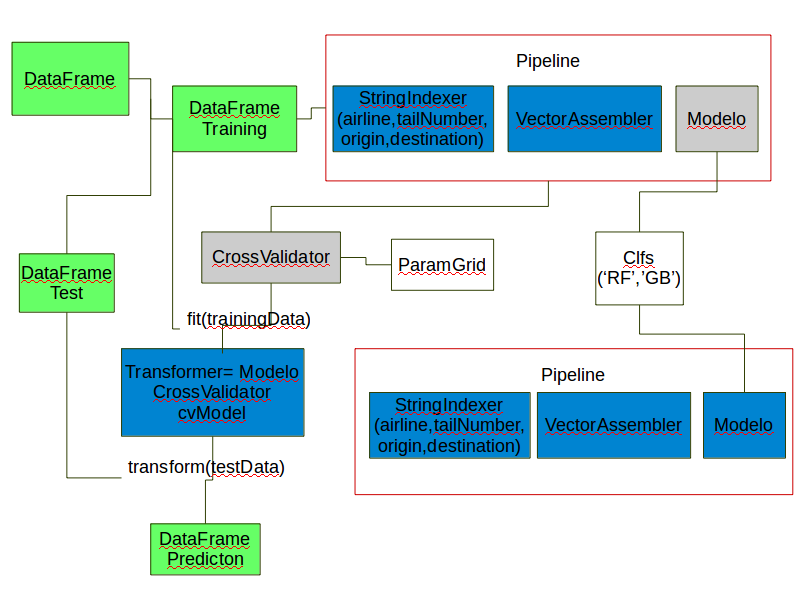 DataFrame
DataFrame
Training
Pipeline
StringIndexer
(airline,tailNumber,
origin,destination)
VectorAssembler
Modelo
DataFrame
Test
CrossValidator
ParamGrid
Clfs
(‘RF’,’GB’)
fit(trainingData)
Transformer= Modelo
CrossValidator
cvModel
Pipeline
StringIndexer
(airline,tailNumber,
origin,destination)
VectorAssembler
Modelo
transform(testData)
DataFrame
Predicton